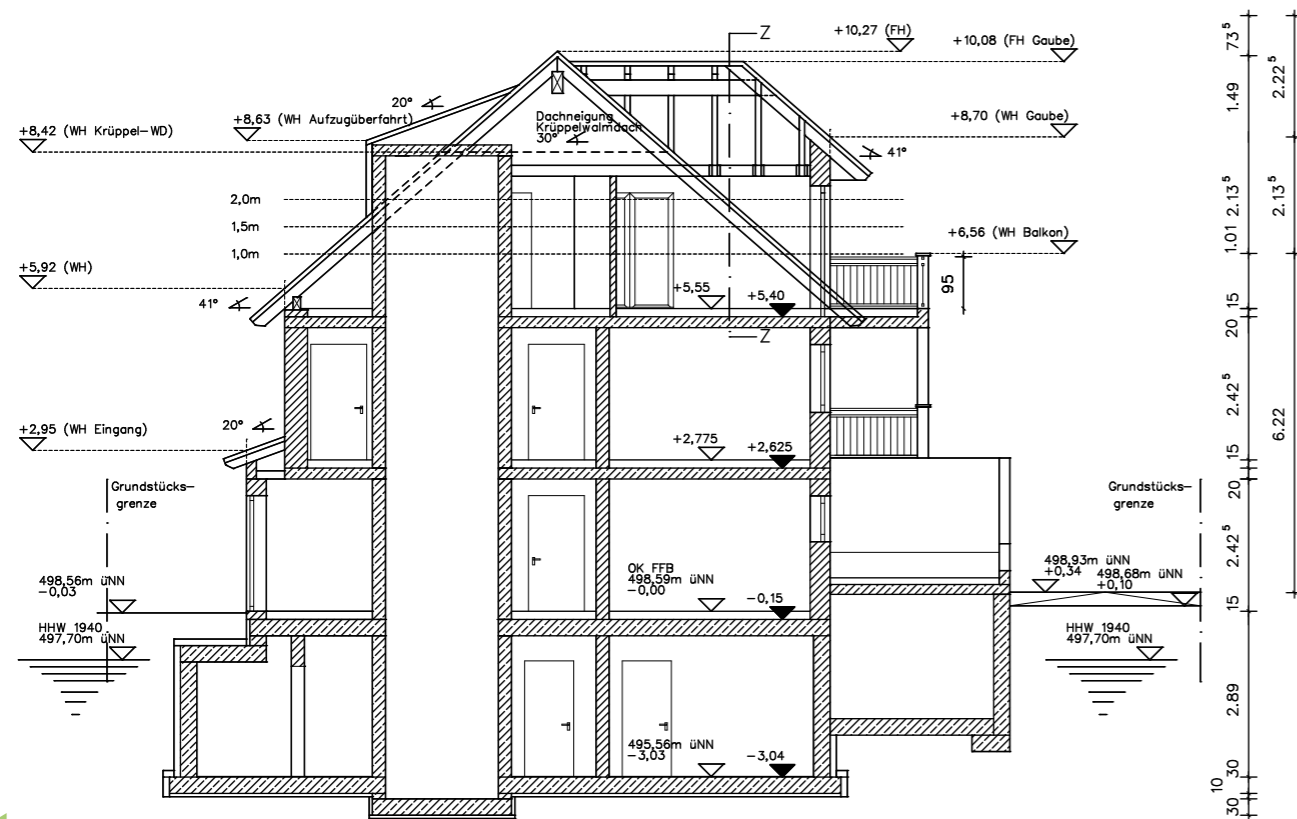 +10,27 (FH)
Z
+10,08 (FH Gaube)
20°
+8,63 (WH Aufzugüberfahrt)
+8,42 (WH Krüppel-WD)
Dachneigung
Krüppelwalmdach
30°
+8,70 (WH Gaube)
41°
2,0m
1,5m
1,0m
+6,56 (WH Balkon)
+5,92 (WH)
41°
+5,55
+5,40
95
Z
20°
+2,95 (WH Eingang)
+2,775
+2,625
Grundstücks-
grenze
Grundstücks-
grenze
498,56m üNN
-0,03
OK FFB
498,59m üNN
-0,00
-0,15
498,93m üNN
+0,34
498,68m üNN
+0,10
HHW 1940
497,70m üNN
HHW 1940
497,70m üNN
495,56m üNN
-3,03
-3,04
73⁵
1.49
2.13⁵
1.01
15
20
2.42⁵
15
20
2.42⁵
15
2.89
30
10
30
2.22⁵
2.13⁵
6.22